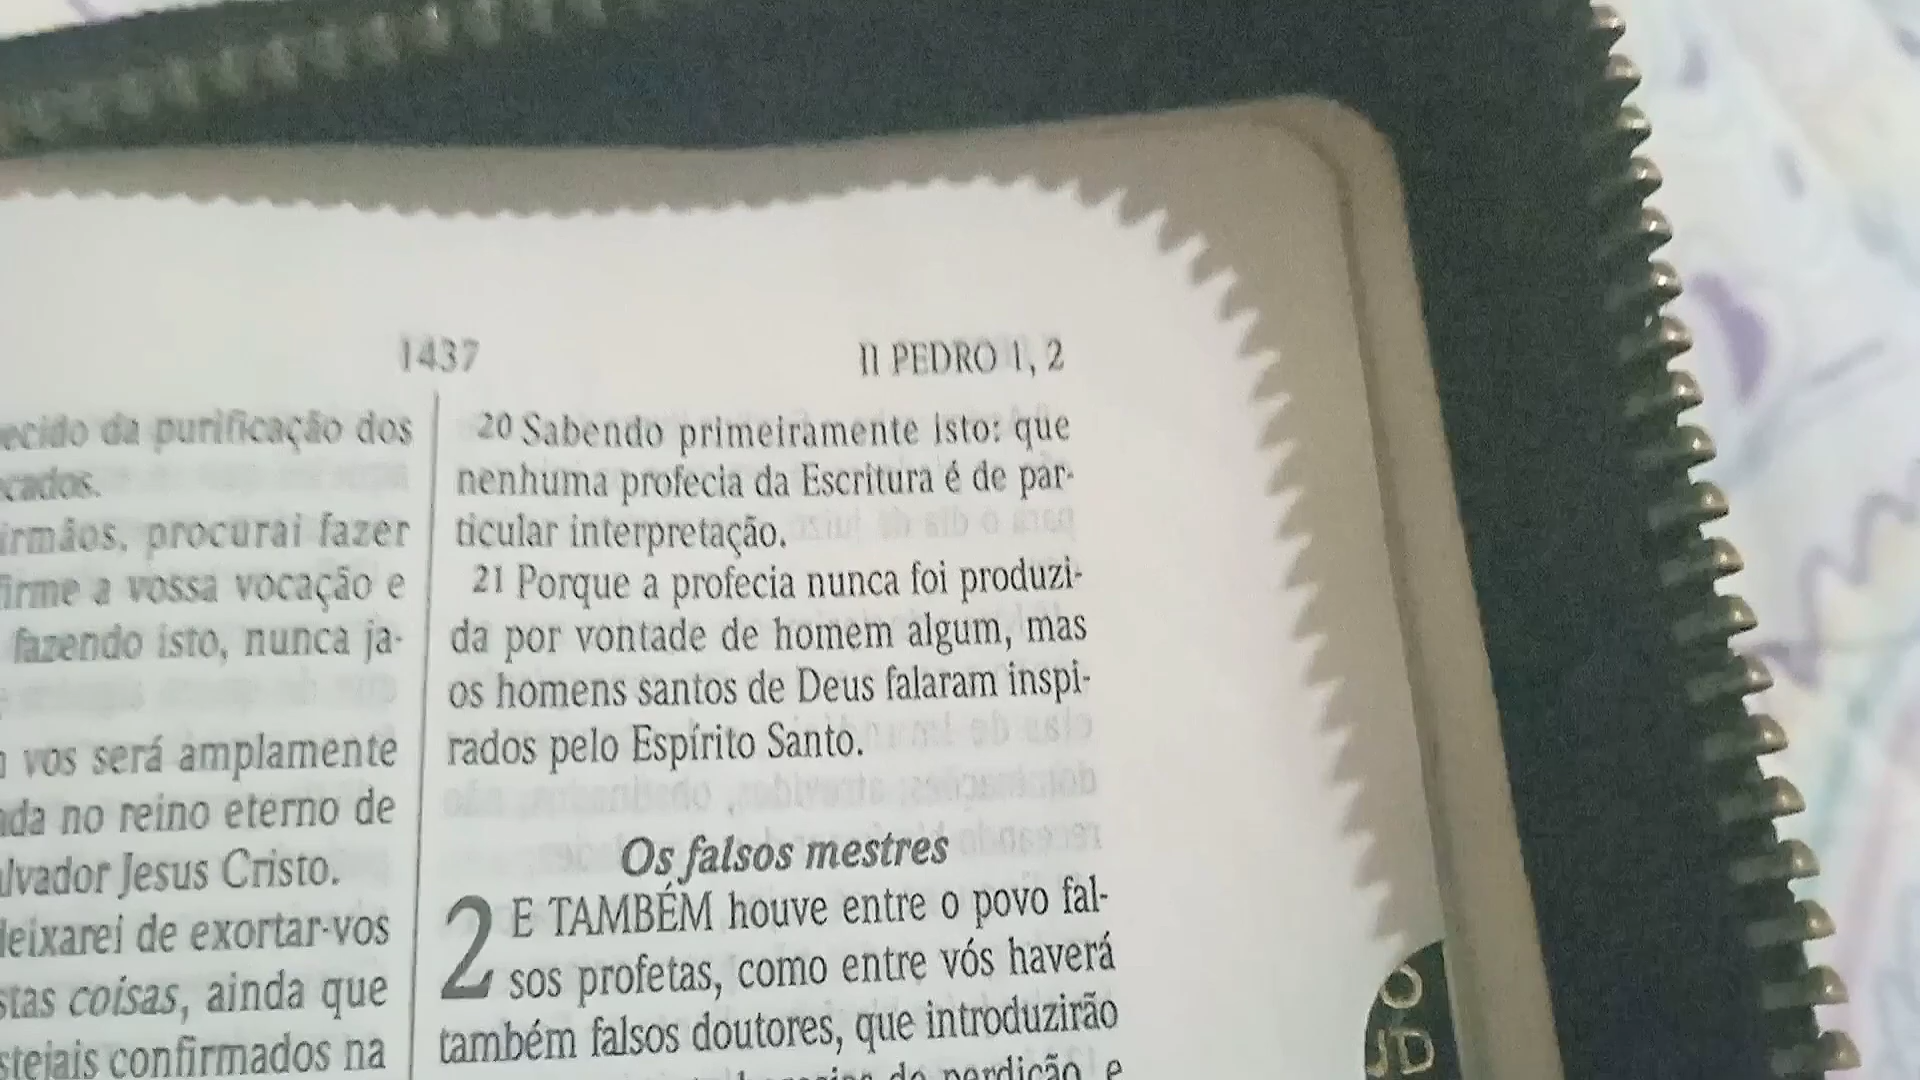 1437
II PEDRO 1, 2
ecido da purificação dos
cados.
irmãos, procurai fazer
firme a vossa vocação e
fazendo isto, nunca ja-
vos será amplamente
ada no reino eterno de
alvador Jesus Cristo.
deixarei de exortar-vos
stas coisas, ainda que
stejais confirmados na
20 Sabendo primeiramente isto: que
nenhuma profecia da Escritura é de par-
ticular interpretação.
21 Porque a profecia nunca foi produzi-
da por vontade de homem algum, mas
os homens santos de Deus falaram inspi-
rados pelo Espírito Santo.
Os falsos mestres
2 E TAMBÉM houve entre o povo fal-
sos profetas, como entre vós haverá
também falsos doutores, que introduzirão
de perdição, e
O
JD